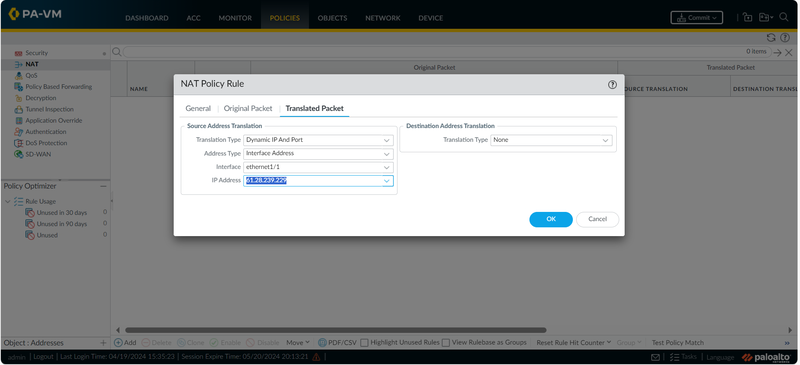 PA-VM DASHBOARD ACC MONITOR POLICIES OBJECTS NETWORK DEVICE Commit
Security
NAT
QoS
Policy Based Forwarding
Decryption
Tunnel Inspection
Application Override
Authentication
DoS Protection
SD-WAN
0 items
Original Packet Translated Packet
NAME SOURCE TRANSLATION DESTINATION TRANSL
NAT Policy Rule
General Original Packet Translated Packet
Source Address Translation
Translation Type Dynamic IP And Port
Address Type Interface Address
Interface ethernet1/1
IP Address 61.28.239.229
Destination Address Translation
Translation Type None
OK Cancel
Policy Optimizer
Rule Usage
Unused in 30 days 0
Unused in 90 days 0
Unused 0
Object : Addresses
Add Delete Clone Enable Disable Move PDF/CSV Highlight Unused Rules View Rulebase as Groups Reset Rule Hit Counter Group Test Policy Match
admin | Logout | Last Login Time: 04/19/2024 15:35:23 | Session Expire Time: 05/20/2024 20:13:21 Tasks Language paloalto